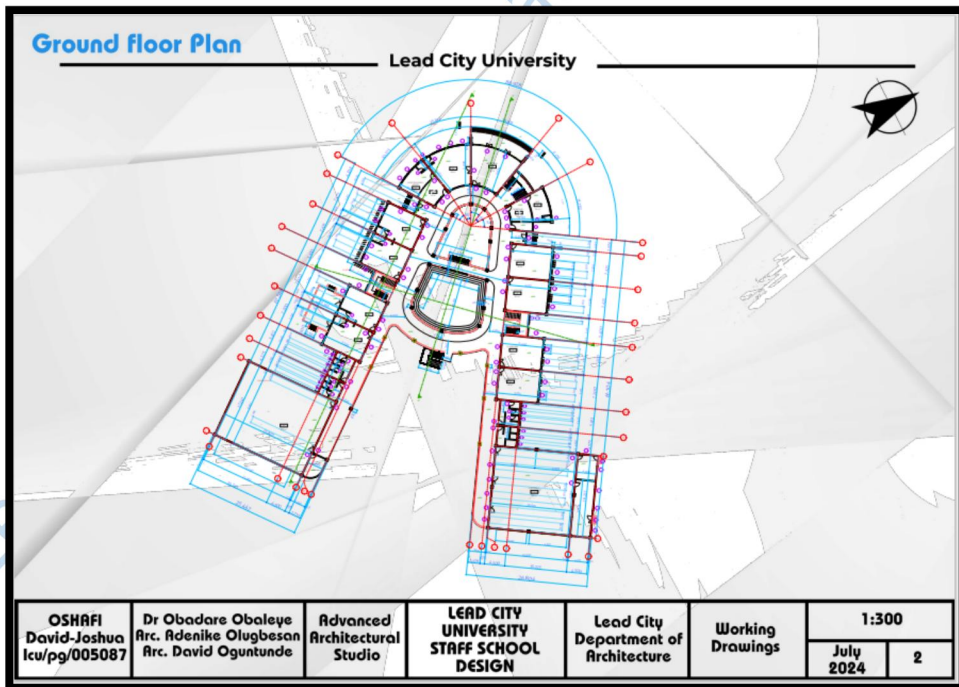 Ground floor Plan
Lead City University
OSHAFI
David-Joshua
lcu/pg/005087
Dr Obadare Obaleye
Arc. Adenike Olugbesan
Arc. David Oguntunde
Advanced
Architectural
Studio
LEAD CITY
UNIVERSITY
STAFF SCHOOL
DESIGN
Lead City
Department of
Architecture
Working
Drawings
1:300
July
2024
2